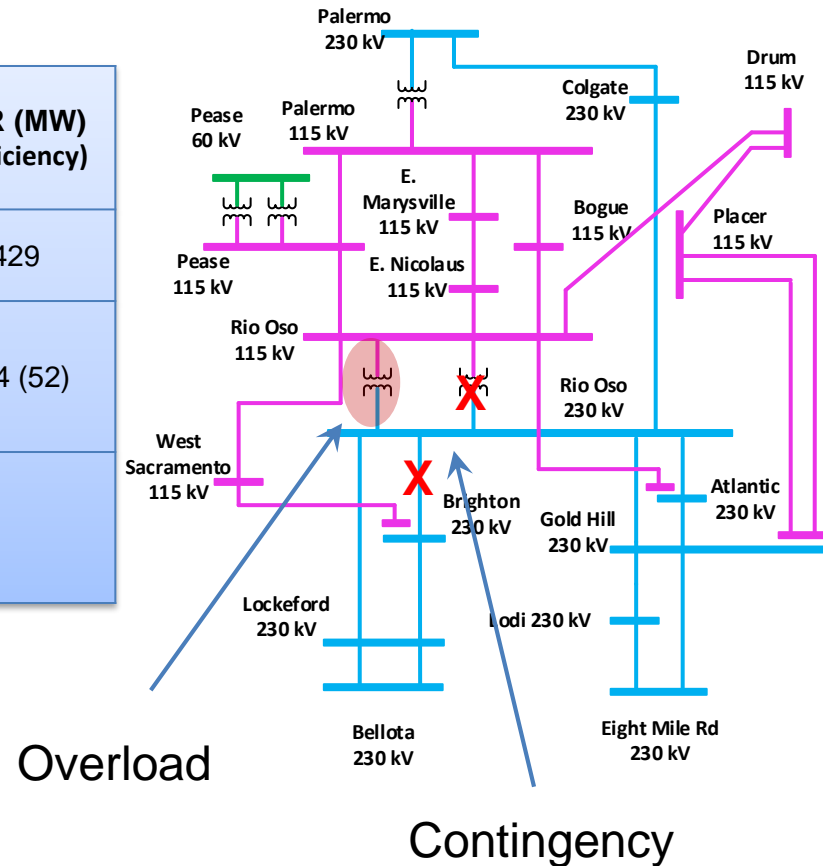 R (MW)
iciency)
429
4 (52)
Palermo
230 kV
Drum
115 kV
Colgate
230 kV
Pease
60 kV
Palermo
115 kV
E.
Marysville
115 kV
Bogue
115 kV
Placer
115 kV
E. Nicolaus
115 kV
Pease
115 kV
Rio Oso
115 kV
X
Rio Oso
230 kV
West
Sacramento
115 kV
X
Brighton
230 kV
Atlantic
230 kV
Gold Hill
230 kV
Lockeford
230 kV
Lodi 230 kV
Bellota
230 kV
Eight Mile Rd
230 kV
Overload
Contingency